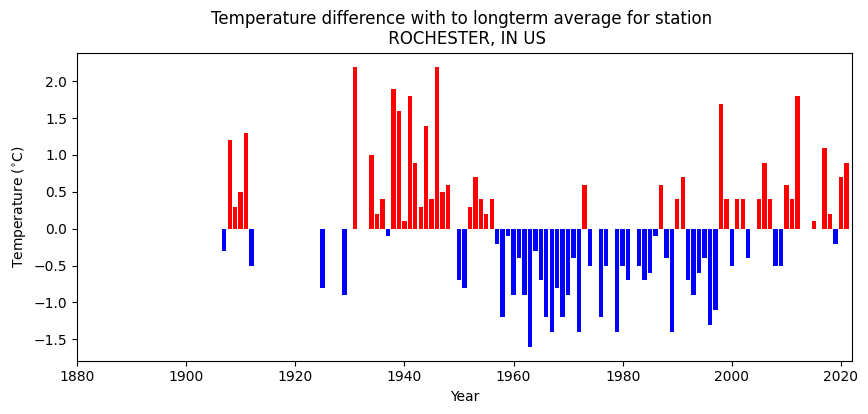 Temperature difference with to longterm average for station
ROCHESTER, IN US
Temperature (°C)
2.0
1.5
1.0
0.5
0.0
−0.5
−1.0
−1.5
1880 1900 1920 1940 1960 1980 2000 2020
Year